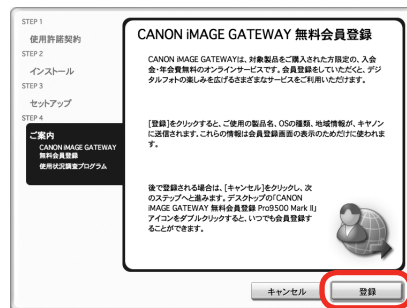 STEP 1
使用許諾契約
STEP 2
インストール
STEP 3
セットアップ
STEP 4
ご案内
CANON iMAGE GATEWAY
無料会員登録
使用状況調査プログラム
CANON iMAGE GATEWAY 無料会員登録
CANON iMAGE GATEWAYは、対象製品をご購入された方限定の、入会
会・年会費無料のオンラインサービスです。会員登録をしていただくと、デジ
タルフォトの楽しみを広げるさまざまなサービスをご利用いただけます。
[登録]をクリックすると、ご使用の製品名、OSの種類、地域情報が、キヤノン
に送信されます。これらの情報は会員登録画面の表示のためだけに使われま
す。
後で登録される場合は、[キャンセル]をクリックし、次
のステップへと進みます。デスクトップの「CANON
iMAGE GATEWAY 無料会員登録 Pro9500 Mark II」
アイコンをダブルクリックすると、いつでも会員登録す
ることができます。
キャンセル
登録